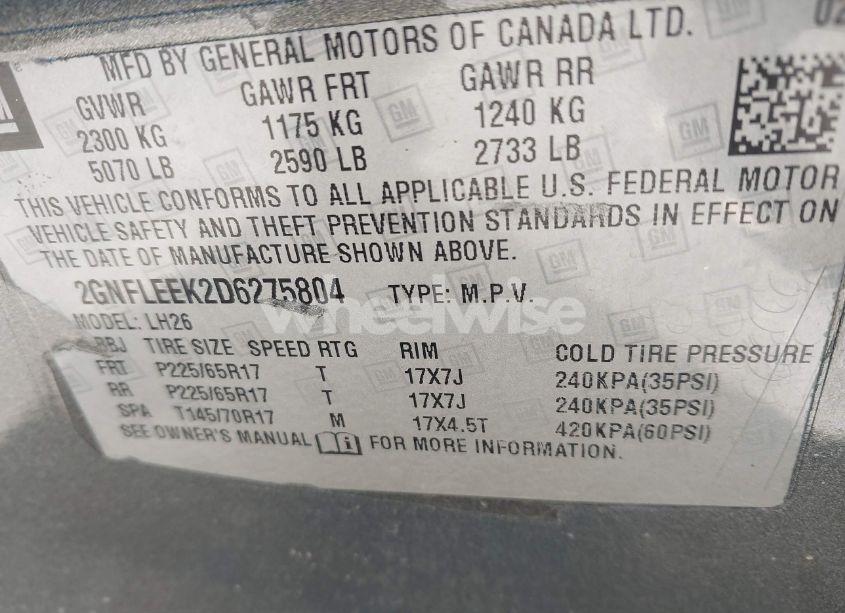 02
MFD BY GENERAL MOTORS OF CANADA LTD.
GVWR GAWR FRT GAWR RR
2300 KG 1175 KG 1240 KG
5070 LB 2590 LB 2733 LB
THIS VEHICLE CONFORMS TO ALL APPLICABLE U.S. FEDERAL MOTOR
VEHICLE SAFETY AND THEFT PREVENTION STANDARDS IN EFFECT ON
THE DATE OF MANUFACTURE SHOWN ABOVE.
2GNFLEEK2D6275804 TYPE: M.P.V.
MODEL: LH26
BBJ TIRE SIZE SPEED RTG RIM COLD TIRE PRESSURE
FRT P225/65R17 T 17X7J 240KPA(35PSI)
RR P225/65R17 T 17X7J 240KPA(35PSI)
SPA T145/70R17 M 17X4.5T 420KPA(60PSI)
SEE OWNER'S MANUAL FOR MORE INFORMATION.
wheelwise